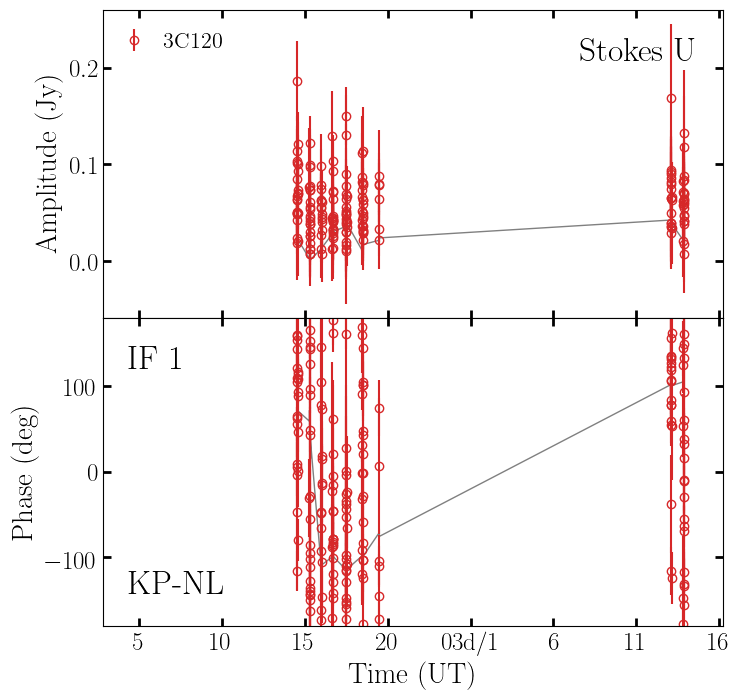 3C120
Stokes U
0.2
0.1
0.0
Amplitude (Jy)
IF 1
100
0
−100
Phase (deg)
KP-NL
5 10 15 20 03d/1 6 11 16
Time (UT)